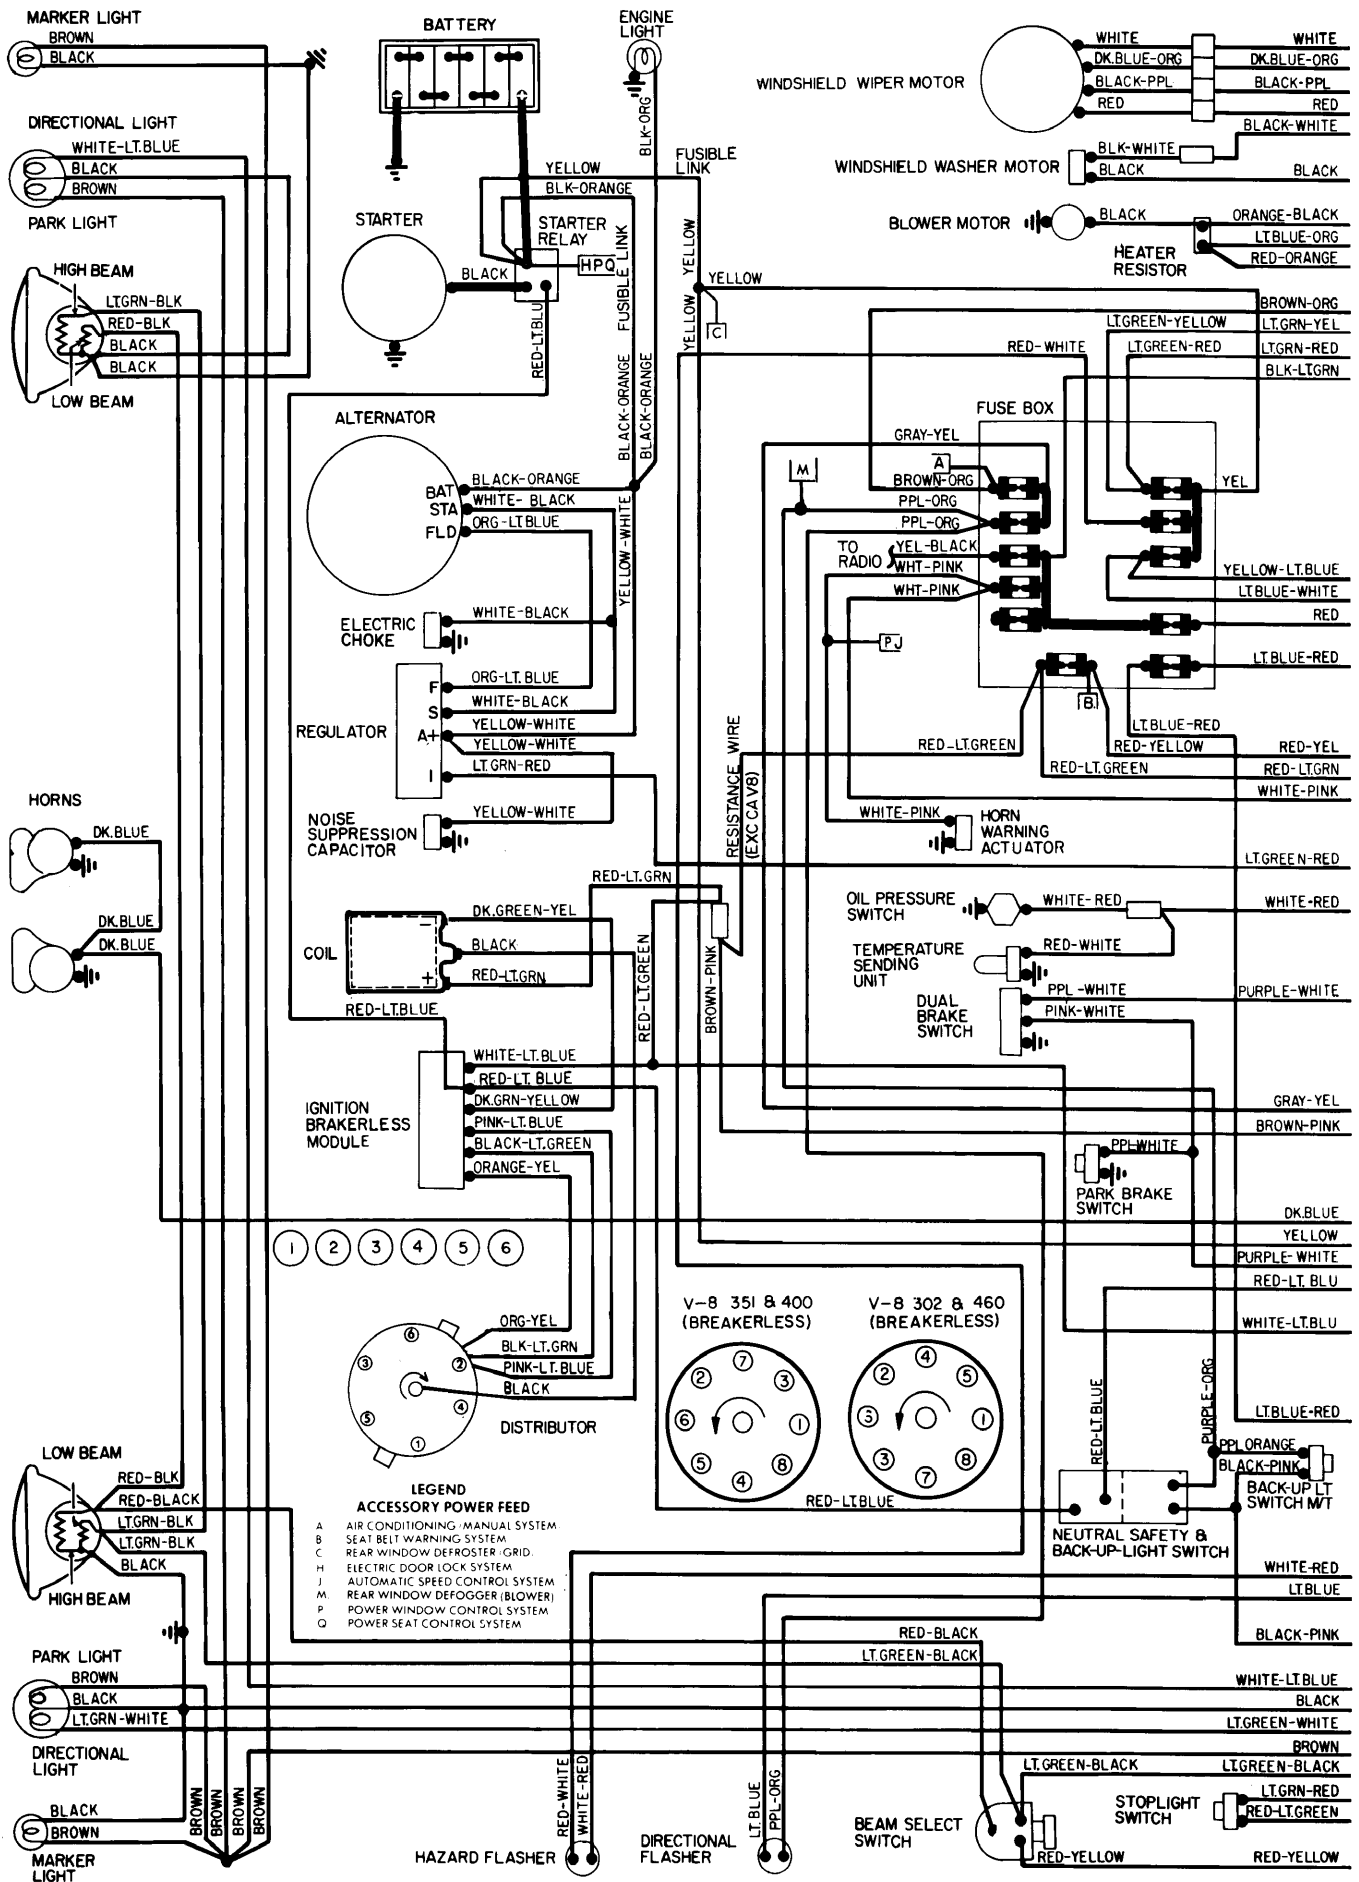 MARKER LIGHT
BROWN
BLACK
BATTERY
ENGINE
LIGHT
BLK-ORG
WINDSHIELD WIPER MOTOR
WHITE
DK.BLUE-ORG
BLACK-PPL
RED
WHITE
DK.BLUE-ORG
BLACK-PPL
RED
BLACK-WHITE
WINDSHIELD WASHER MOTOR
BLK-WHITE
BLACK
BLACK
BLOWER MOTOR
BLACK
ORANGE-BLACK
LT.BLUE-ORG
RED-ORANGE
HEATER
RESISTOR
DIRECTIONAL LIGHT
WHITE-LT.BLUE
BLACK
BROWN
PARK LIGHT
YELLOW
BLK-ORANGE
FUSIBLE
LINK
STARTER
STARTER
RELAY
HPQ
BLACK
RED-LT.BLU
FUSIBLE LINK
BLACK-ORANGE
BLACK-ORANGE
YELLOW
YELLOW
YELLOW
C
HIGH BEAM
LT.GRN-BLK
RED-BLK
BLACK
BLACK
LOW BEAM
BROWN-ORG
LT.GREEN-YELLOW
LT.GRN-YEL
RED-WHITE
LT.GREEN-RED
LT.GRN-RED
BLK-LT.GRN
FUSE BOX
ALTERNATOR
BAT
STA
FLD
BLACK-ORANGE
WHITE-BLACK
ORG-LT.BLUE
YELLOW-WHITE
GRAY-YEL
M
A
BROWN-ORG
PPL-ORG
PPL-ORG
TO
RADIO
YEL-BLACK
WHT-PINK
WHT-PINK
PJ
YEL
YELLOW-LT.BLUE
LT.BLUE-WHITE
RED
LT.BLUE-RED
B
ELECTRIC
CHOKE
WHITE-BLACK
REGULATOR
F
S
A+
I
ORG-LT.BLUE
WHITE-BLACK
YELLOW-WHITE
YELLOW-WHITE
LT.GRN-RED
LT.BLUE-RED
RED-LT.GREEN
RED-YELLOW
RED-YEL
RED-LT.GREEN
RED-LT.GRN
WHITE-PINK
RESISTANCE WIRE
(EXC CA V8)
HORNS
DK.BLUE
DK.BLUE
DK.BLUE
NOISE
SUPPRESSION
CAPACITOR
YELLOW-WHITE
WHITE-PINK
HORN
WARNING
ACTUATOR
LT.GREEN-RED
RED-LT.GRN
COIL
-
+
DK.GREEN-YEL
BLACK
RED-LT.GRN
RED-LT.BLUE
RED-LT.GREEN
BROWN-PINK
OIL PRESSURE
SWITCH
WHITE-RED
WHITE-RED
TEMPERATURE
SENDING
UNIT
RED-WHITE
DUAL
BRAKE
SWITCH
PPL-WHITE
PINK-WHITE
PURPLE-WHITE
IGNITION
BRAKERLESS
MODULE
WHITE-LT.BLUE
RED-LT. BLUE
DK.GRN-YELLOW
PINK-LT.BLUE
BLACK-LT.GREEN
ORANGE-YEL
GRAY-YEL
BROWN-PINK
PPL-WHITE
PARK BRAKE
SWITCH
DK.BLUE
YELLOW
PURPLE-WHITE
RED-LT. BLU
WHITE-LT.BLU
1 2 3 4 5 6
ORG-YEL
BLK-LT.GRN
PINK-LT.BLUE
BLACK
6
3
2
5
4
1
DISTRIBUTOR
V-8 351 & 400
(BREAKERLESS)
7
2
3
6
1
5
8
4
V-8 302 & 460
(BREAKERLESS)
4
2
5
6
1
3
8
7
RED-LT.BLUE
PURPLE-ORG
LT.BLUE-RED
PPL.ORANGE
BLACK-PINK
BACK-UP LT
SWITCH M/T
RED-LT.BLUE
NEUTRAL SAFETY &
BACK-UP-LIGHT SWITCH
LOW BEAM
RED-BLK
RED-BLACK
LT.GRN-BLK
LT.GRN-BLK
BLACK
HIGH BEAM
LEGEND
ACCESSORY POWER FEED
A AIR CONDITIONING/MANUAL SYSTEM
B SEAT BELT WARNING SYSTEM
C REAR WINDOW DEFROSTER/GRID.
H ELECTRIC DOOR LOCK SYSTEM
J AUTOMATIC SPEED CONTROL SYSTEM
M. REAR WINDOW DEFOGGER (BLOWER)
P POWER WINDOW CONTROL SYSTEM
Q POWER SEAT CONTROL SYSTEM
WHITE-RED
LT.BLUE
BLACK-PINK
RED-BLACK
LT.GREEN-BLACK
PARK LIGHT
BROWN
BLACK
LT.GRN-WHITE
DIRECTIONAL
LIGHT
WHITE-LT.BLUE
BLACK
LT.GREEN-WHITE
BROWN
LT.GREEN-BLACK
LT.GREEN-BLACK
BLACK
BROWN
MARKER
LIGHT
BROWN
BROWN
BROWN
BROWN
HAZARD FLASHER
RED-WHITE
WHITE-RED
DIRECTIONAL
FLASHER
LT.BLUE
PPL-ORG
BEAM SELECT
SWITCH
STOPLIGHT
SWITCH
LT.GRN-RED
RED-LT.GREEN
RED-YELLOW
RED-YELLOW